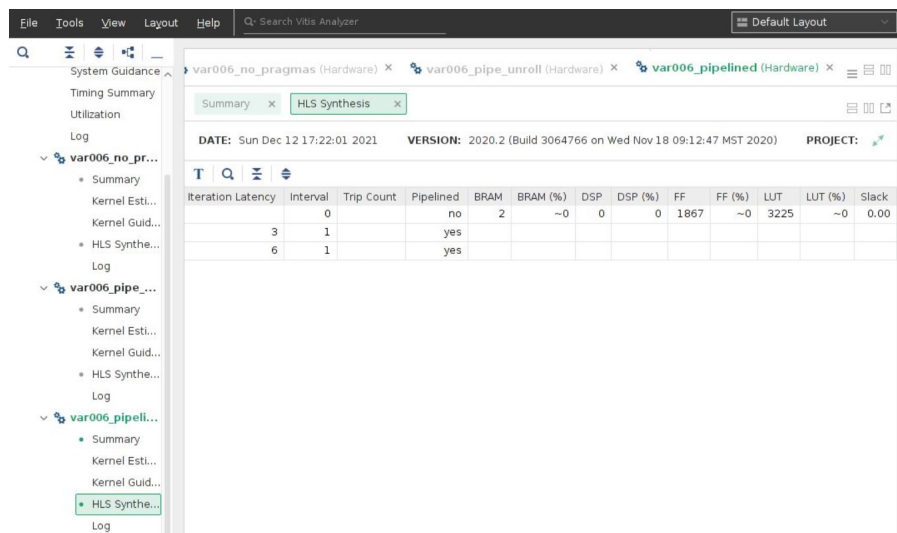 File Tools View Layout Help Q- Search Vitis Analyzer Default Layout
System Guidance
Timing Summary
Utilization
Log
var006_no_pr...
Summary
Kernel Esti...
Kernel Guid...
HLS Synthe...
Log
var006_pipe_...
Summary
Kernel Esti...
Kernel Guid...
HLS Synthe...
Log
var006_pipeli...
Summary
Kernel Esti...
Kernel Guid...
HLS Synthe...
Log
var006_no_pragmas (Hardware) × var006_pipe_unroll (Hardware) × var006_pipelined (Hardware) ×
Summary × HLS Synthesis ×
DATE: Sun Dec 12 17:22:01 2021 VERSION: 2020.2 (Build 3064766 on Wed Nov 18 09:12:47 MST 2020) PROJECT:
T
Iteration Latency Interval Trip Count Pipelined BRAM BRAM (%) DSP DSP (%) FF FF (%) LUT LUT (%) Slack
0 no 2 ~0 0 0 1867 ~0 3225 ~0 0.00
3 1 yes
6 1 yes